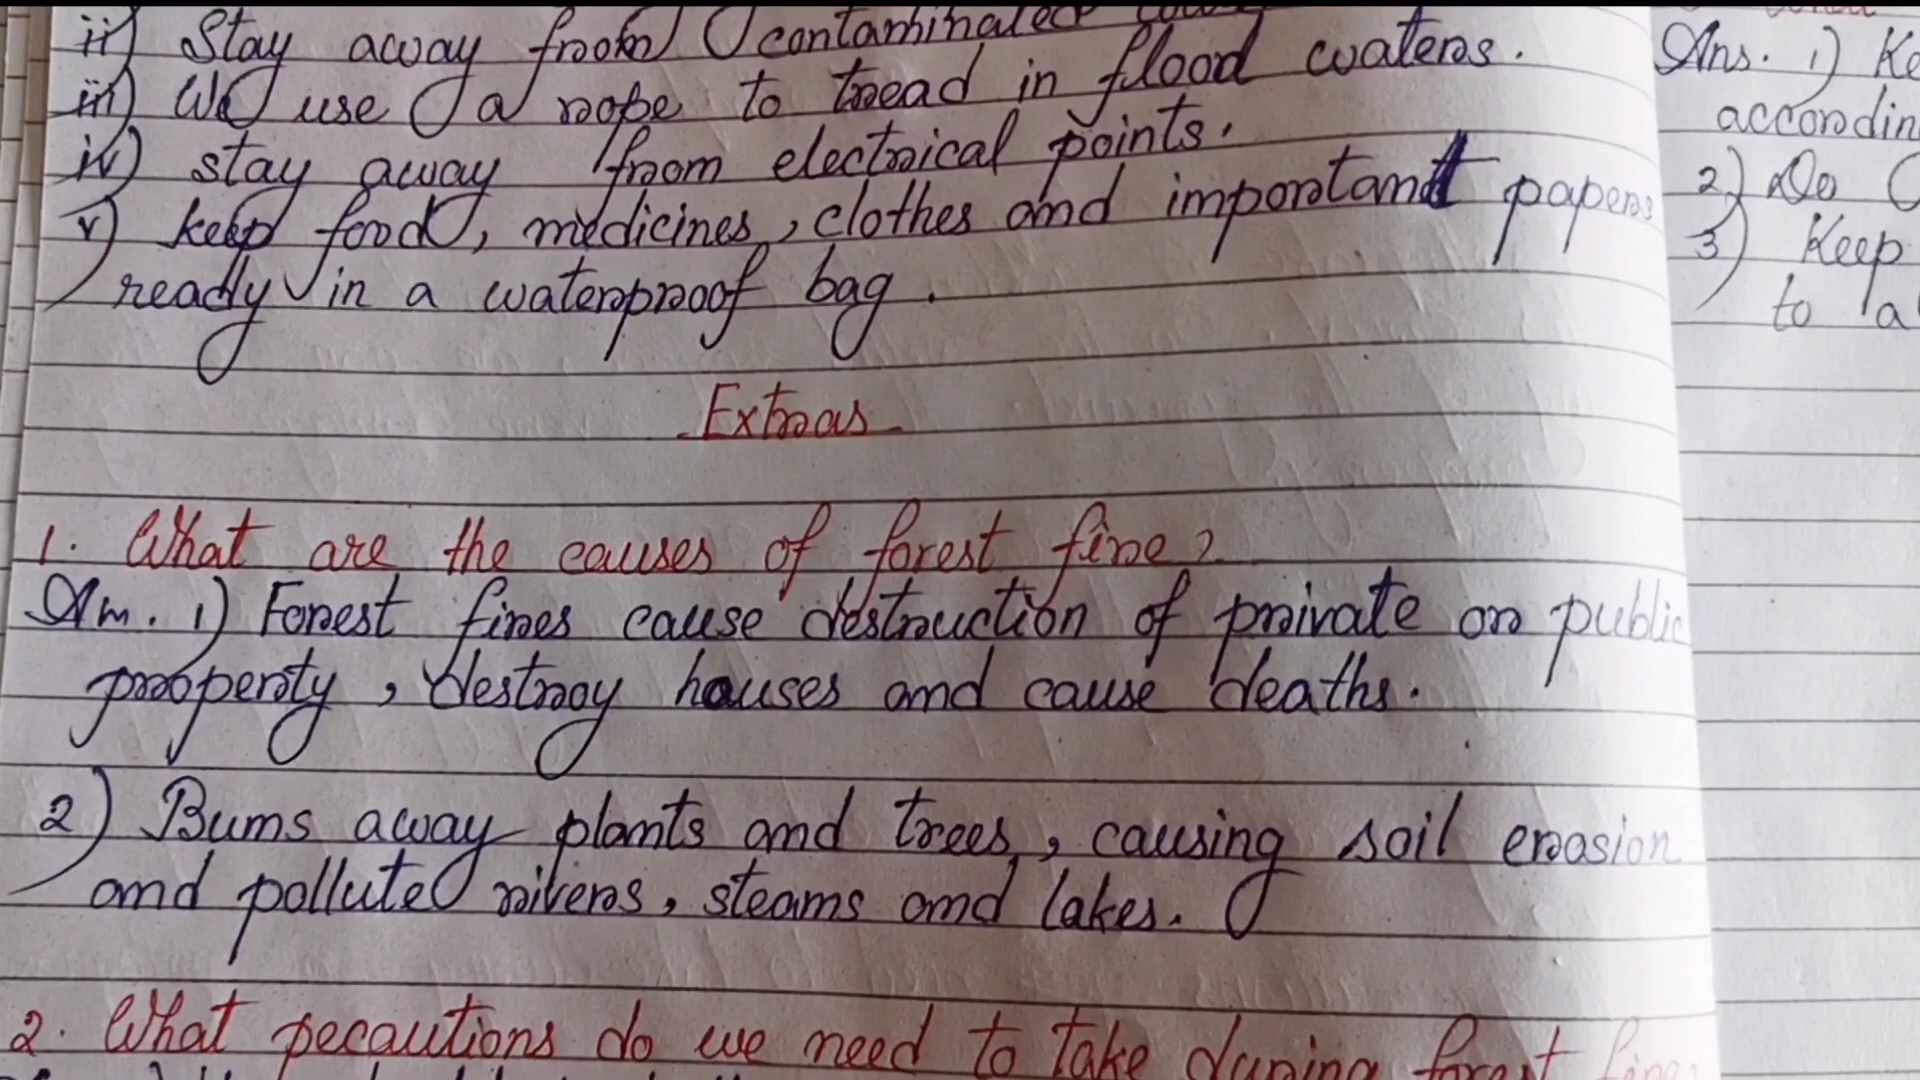 ii) Stay away from contaminated
iii) We use a rope to tread in flood waters.
iv) stay away from electrical points.
v) keep food, medicines, clothes and important papers
ready in a waterproof bag.
Extras
1. What are the causes of forest fire?
Ans. 1) Forest fires cause destruction of private or public
property, destroy houses and cause deaths.
2) Burns away plants and trees, causing soil erosion
and pollute rivers, steams and lakes.
2. What pecautions do we need to take during forest fire
Ans. 1) Ke
accordin
2) Do
3) Keep
to a